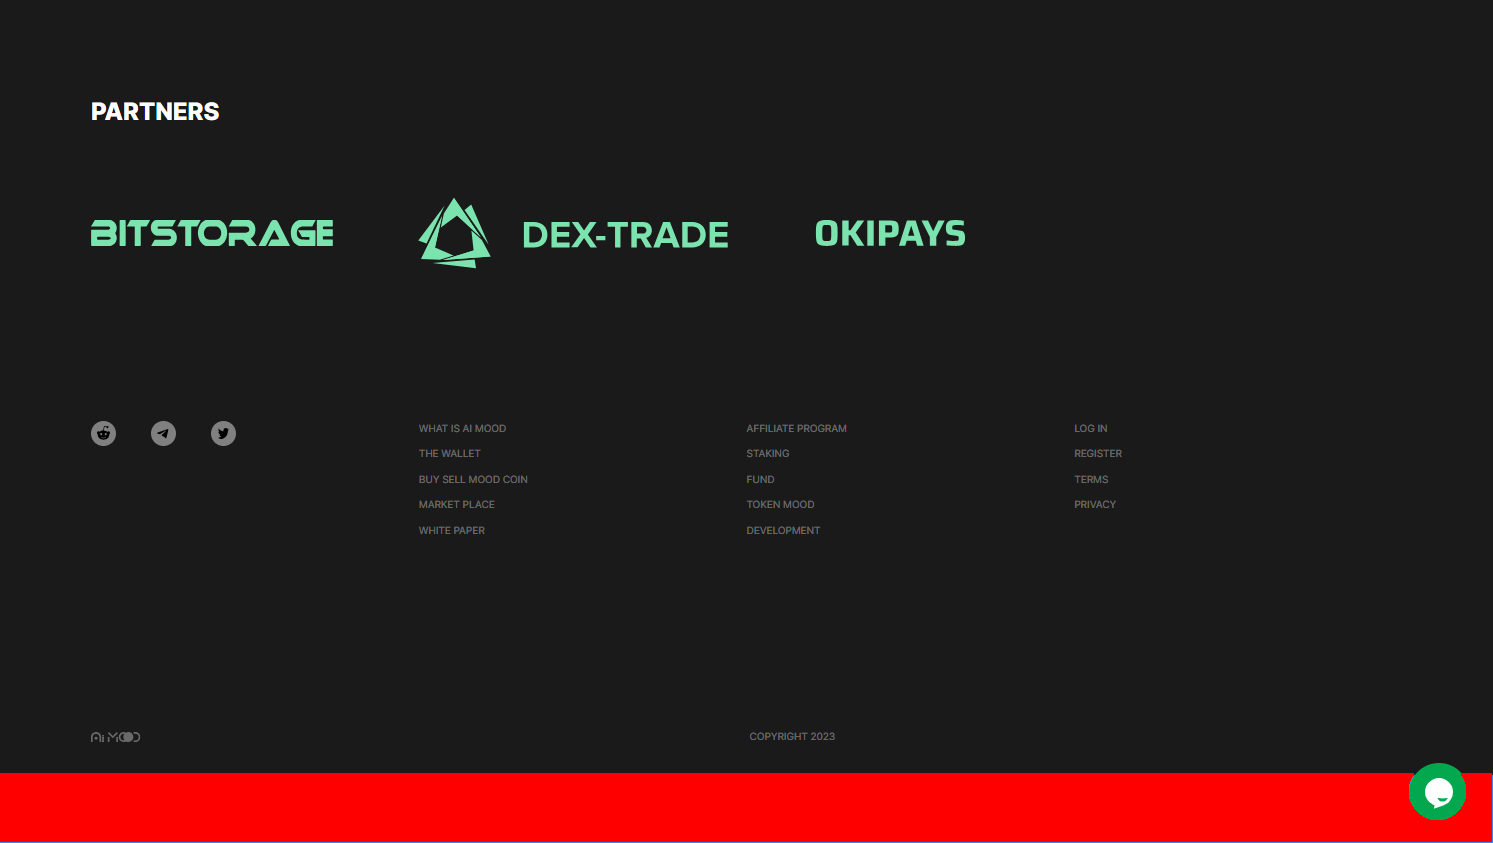 PARTNERS
BITSTORAGE
DEX-TRADE
OKIPAYS
WHAT IS AI MOOD
THE WALLET
BUY SELL MOOD COIN
MARKET PLACE
WHITE PAPER
AFFILIATE PROGRAM
STAKING
FUND
TOKEN MOOD
DEVELOPMENT
LOG IN
REGISTER
TERMS
PRIVACY
Ai MOOD
COPYRIGHT 2023